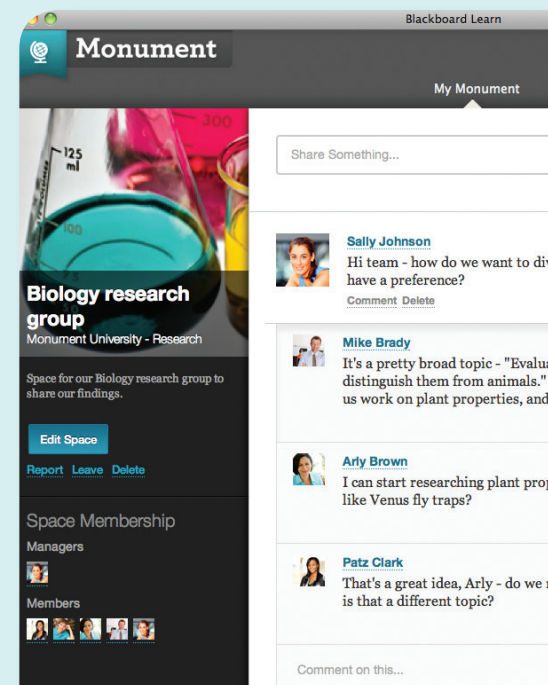 Blackboard Learn
Monument
My Monument
300
125
ml
100
75
Biology research
group
Monument University - Research
Space for our Biology research group to
share our findings.
Edit Space
Report Leave Delete
Space Membership
Managers
Members
Share Something...
Sally Johnson
Hi team - how do we want to div
have a preference?
Comment Delete
Mike Brady
It's a pretty broad topic - "Evalua
distinguish them from animals."
us work on plant properties, and
Arly Brown
I can start researching plant prop
like Venus fly traps?
Patz Clark
That's a great idea, Arly - do we
is that a different topic?
Comment on this...